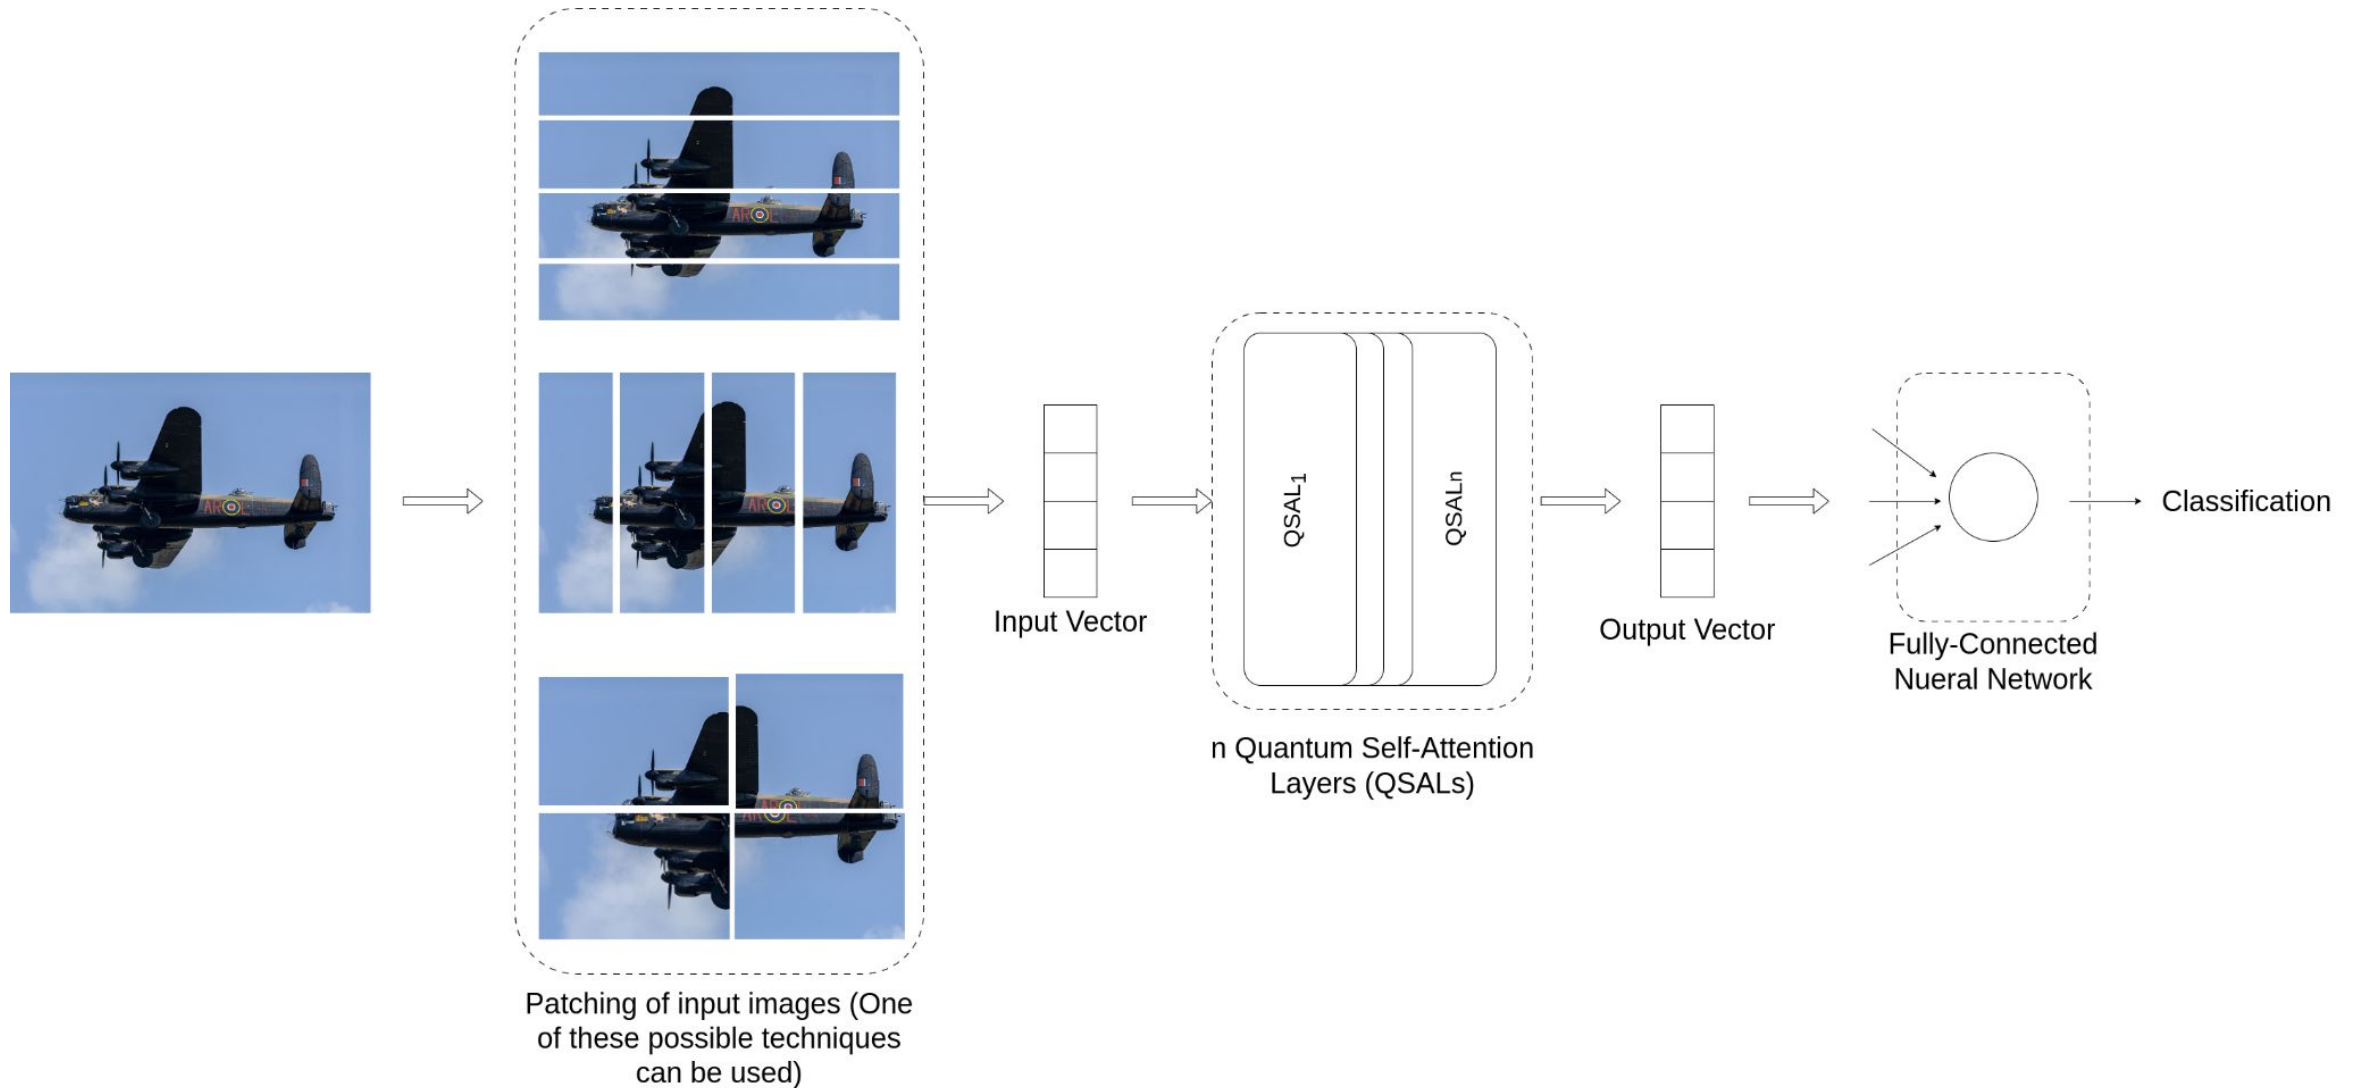 Patching of input images (One
of these possible techniques
can be used)
Input Vector
QSAL1
QSALn
n Quantum Self-Attention
Layers (QSALs)
Output Vector
Fully-Connected
Nueral Network
Classification